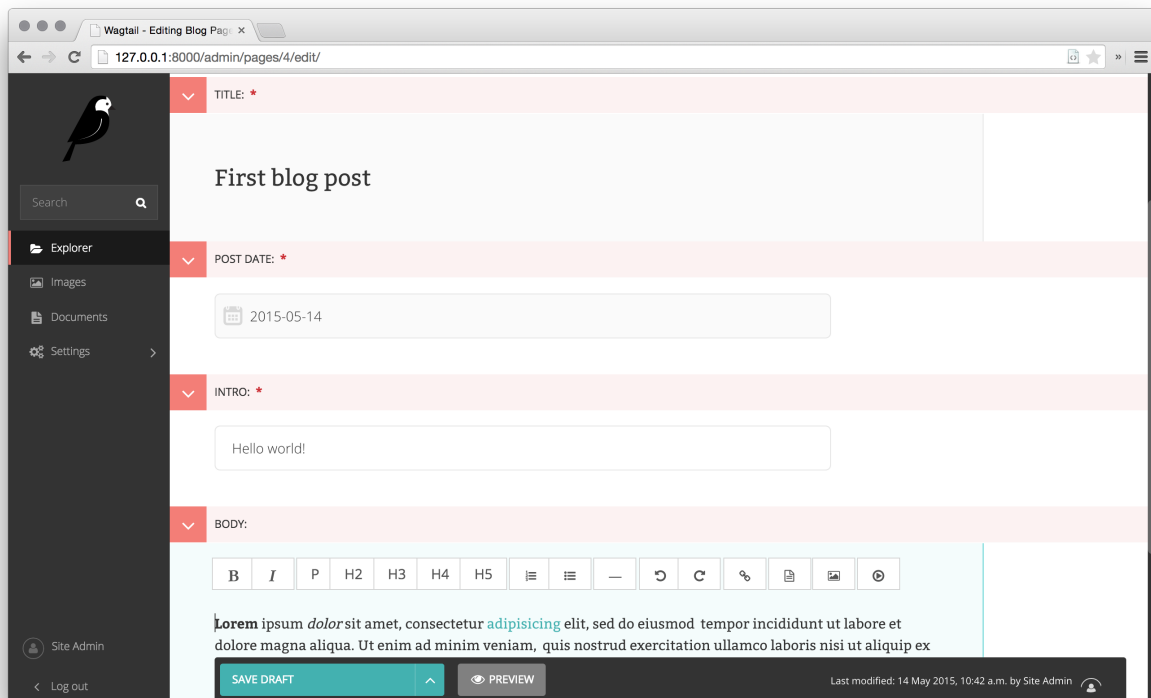 Wagtail - Editing Blog Page
127.0.0.1:8000/admin/pages/4/edit/
Search
Explorer
Images
Documents
Settings
Site Admin
Log out
TITLE: *
First blog post
POST DATE: *
2015-05-14
INTRO: *
Hello world!
BODY:
B I P H2 H3 H4 H5
Lorem ipsum dolor sit amet, consectetur adipisicing elit, sed do eiusmod tempor incididunt ut labore et
dolore magna aliqua. Ut enim ad minim veniam, quis nostrud exercitation ullamco laboris nisi ut aliquip ex
SAVE DRAFT
PREVIEW
Last modified: 14 May 2015, 10:42 a.m. by Site Admin